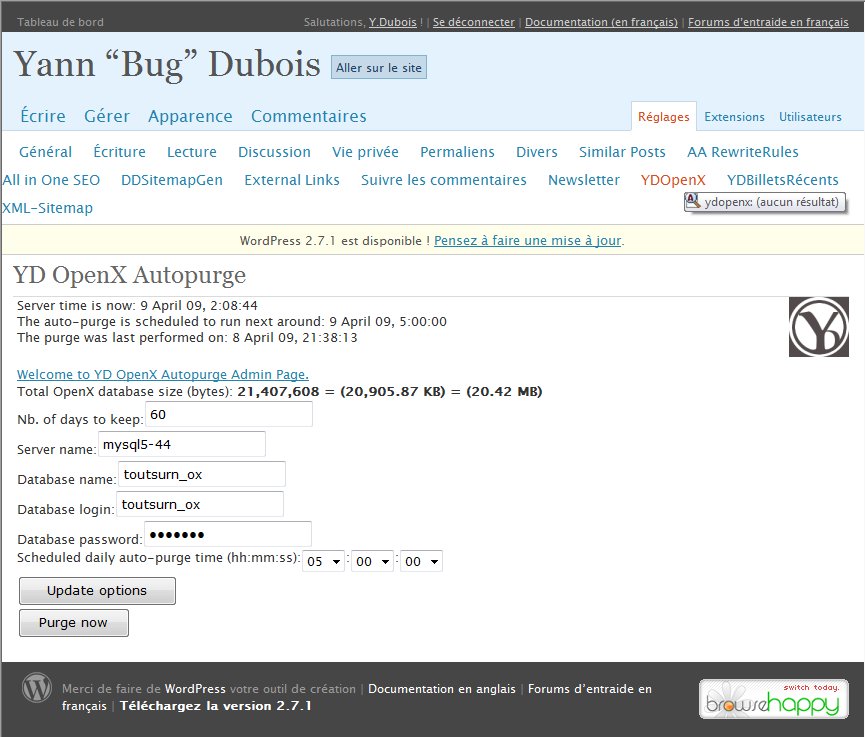 Tableau de bord
Salutations, Y.Dubois ! | Se déconnecter | Documentation (en français) | Forums d’entraide en français
Yann “Bug” Dubois Aller sur le site
Écrire Gérer Apparence Commentaires Réglages Extensions Utilisateurs
Général Écriture Lecture Discussion Vie privée Permaliens Divers Similar Posts AA RewriteRules
All in One SEO DDSitemapGen External Links Suivre les commentaires Newsletter YDOpenX YDBilletsRécents
XML-Sitemap
ydopenx: (aucun résultat)
WordPress 2.7.1 est disponible ! Pensez à faire une mise à jour.
YD OpenX Autopurge
Server time is now: 9 April 09, 2:08:44
The auto-purge is scheduled to run next around: 9 April 09, 5:00:00
The purge was last performed on: 8 April 09, 21:38:13
Welcome to YD OpenX Autopurge Admin Page.
Total OpenX database size (bytes): 21,407,608 = (20,905.87 KB) = (20.42 MB)
Nb. of days to keep: 60
Server name: mysql5-44
Database name: toutsurn_ox
Database login: toutsurn_ox
Database password: •••••••
Scheduled daily auto-purge time (hh:mm:ss): 05 : 00 : 00
Update options
Purge now
Merci de faire de WordPress votre outil de création | Documentation en anglais | Forums d’entraide en
français | Téléchargez la version 2.7.1
switch today.
browsehappy